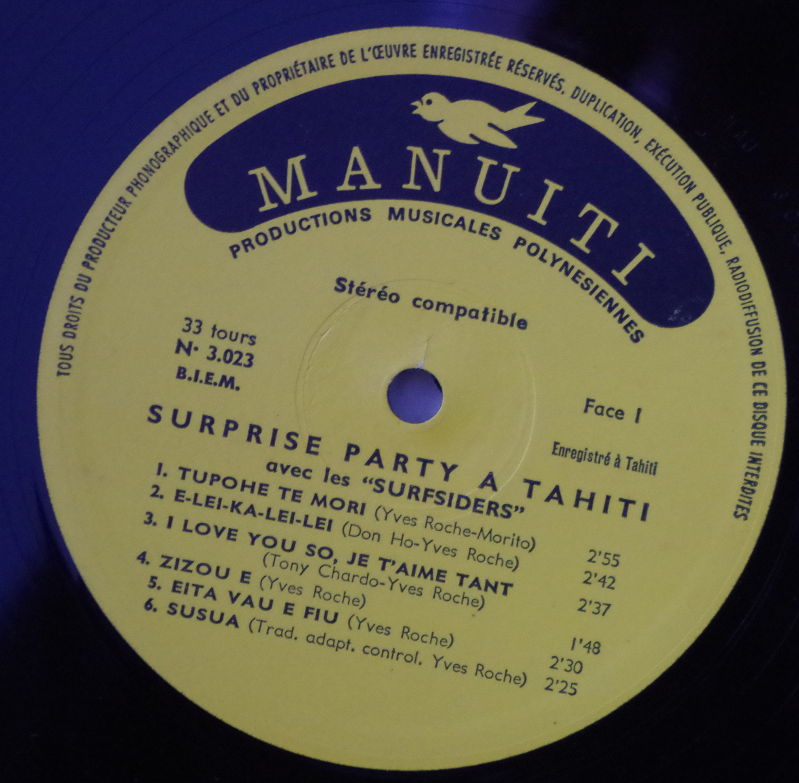 TOUS DROITS DU PRODUCTEUR PHONOGRAPHIQUE ET DU PROPRIÉTAIRE DE L'ŒUVRE ENREGISTRÉE RÉSERVÉS, DUPLICATION, EXÉCUTION PUBLIQUE, RADIODIFFUSION DE CE DISQUE INTERDITES
MANUITI
PRODUCTIONS MUSICALES POLYNESIENNES
Stéréo compatible
33 tours
N• 3.023
B.I.E.M.
Face 1
Enregistré à Tahiti
SURPRISE PARTY A TAHITI
avec les "SURFSIDERS"
1. TUPOHE TE MORI (Yves Roche-Morito) 2'55
2. E-LEI-KA-LEI-LEI (Don Ho-Yves Roche) 2'42
3. I LOVE YOU SO, JE T'AIME TANT 2'37
(Tony Chardo-Yves Roche)
4. ZIZOU E (Yves Roche) 1'48
5. EITA VAU E FIU (Yves Roche) 2'30
6. SUSUA (Trad. adapt. control. Yves Roche) 2'25